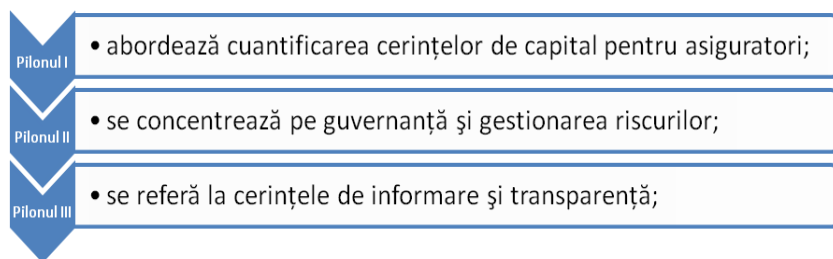 Pilonul I
• abordează cuantificarea cerințelor de capital pentru asiguratori;
Pilonul II
• se concentrează pe guvernanță şi gestionarea riscurilor;
Pilonul III
• se referă la cerințele de informare şi transparență;